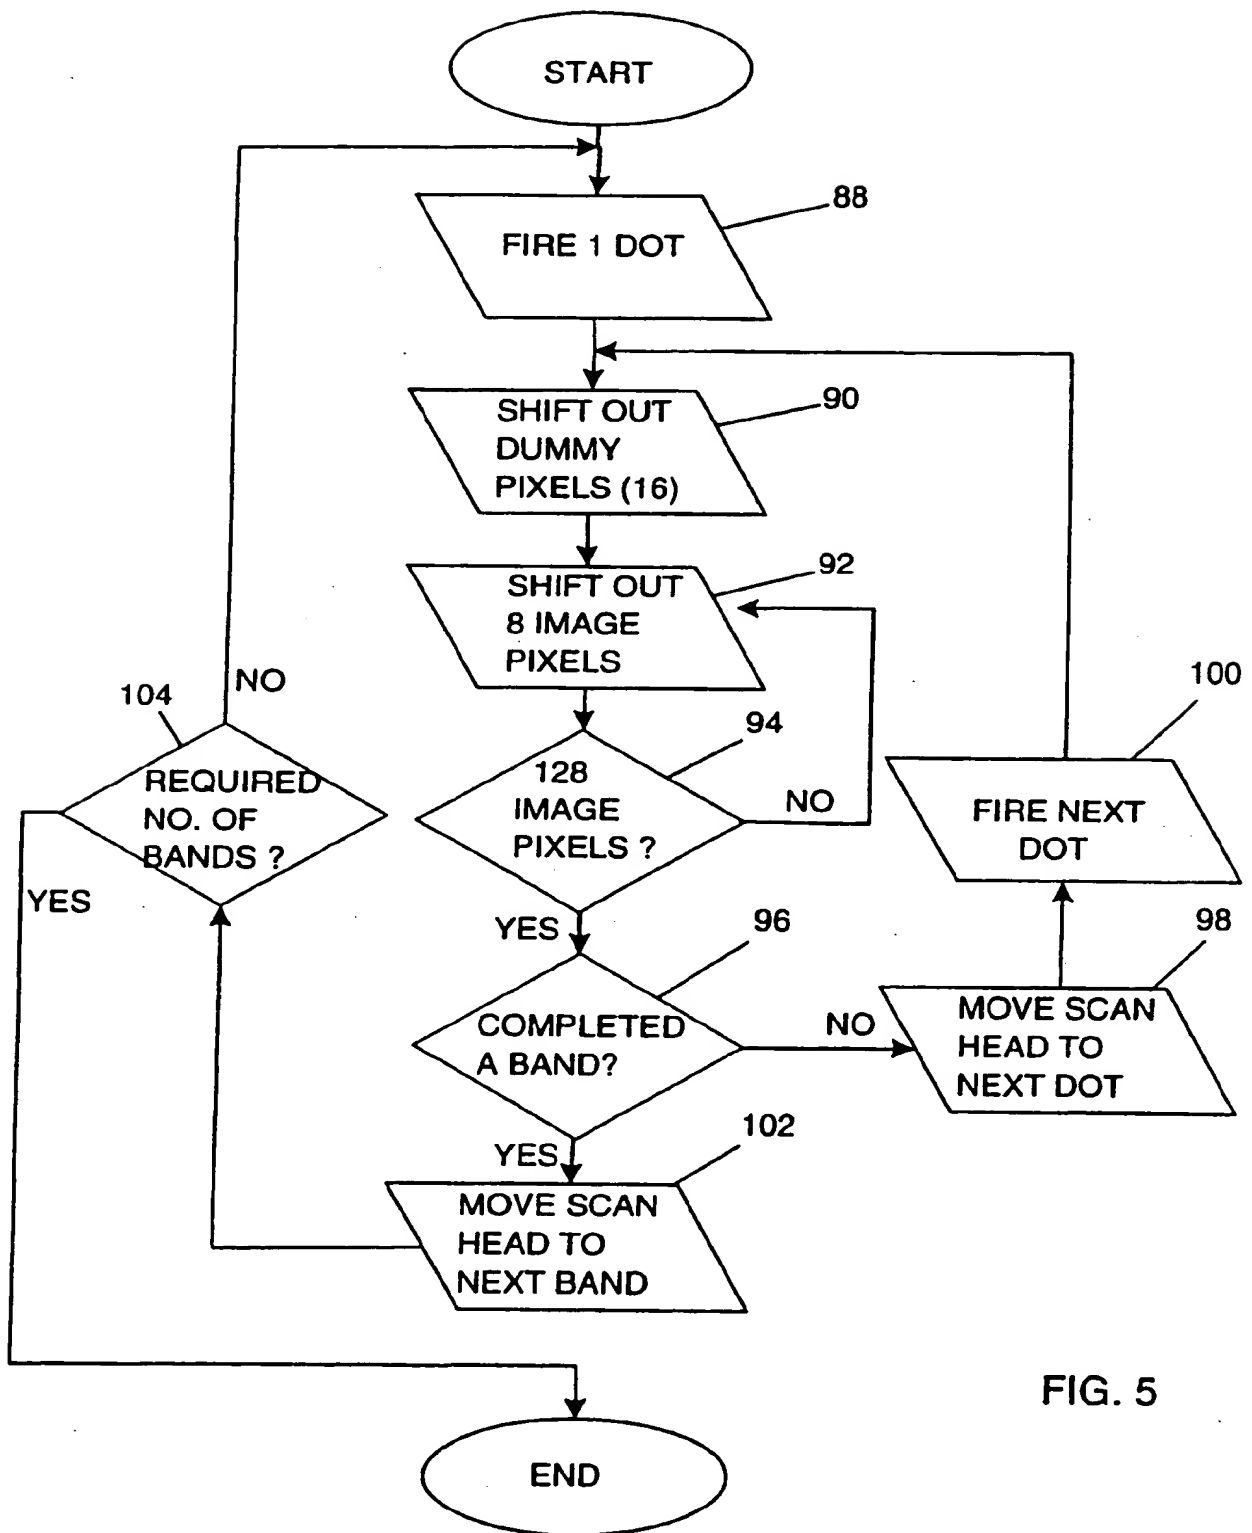 START
88
FIRE 1 DOT
90
SHIFT OUT
DUMMY
PIXELS (16)
92
SHIFT OUT
8 IMAGE
PIXELS
NO
104
100
94
REQUIRED
NO. OF
BANDS ?
128
IMAGE
PIXELS ?
NO
FIRE NEXT
DOT
YES
YES
96
98
COMPLETED
A BAND?
NO
MOVE SCAN
HEAD TO
NEXT DOT
YES
102
MOVE SCAN
HEAD TO
NEXT BAND
FIG. 5
END